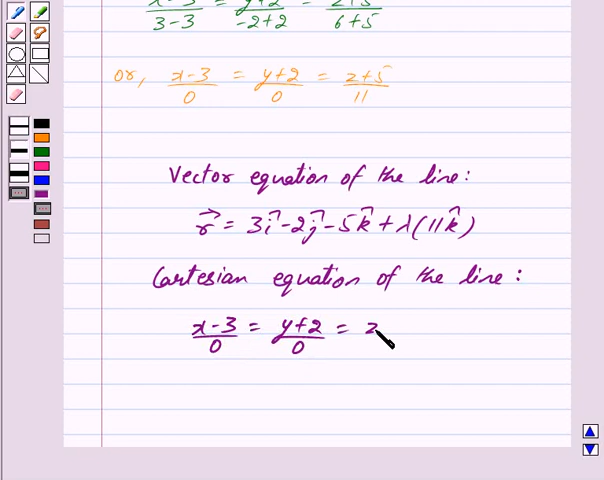 x-3/3-3 = y+2/-2+2 = z+5/6+5
or, x-3/0 = y+2/0 = z+5/11
Vector equation of the line:
r⃗ = 3î-2ĵ-5k̂+λ(11k̂)
Cartesian equation of the line:
x-3/0 = y+2/0 = z